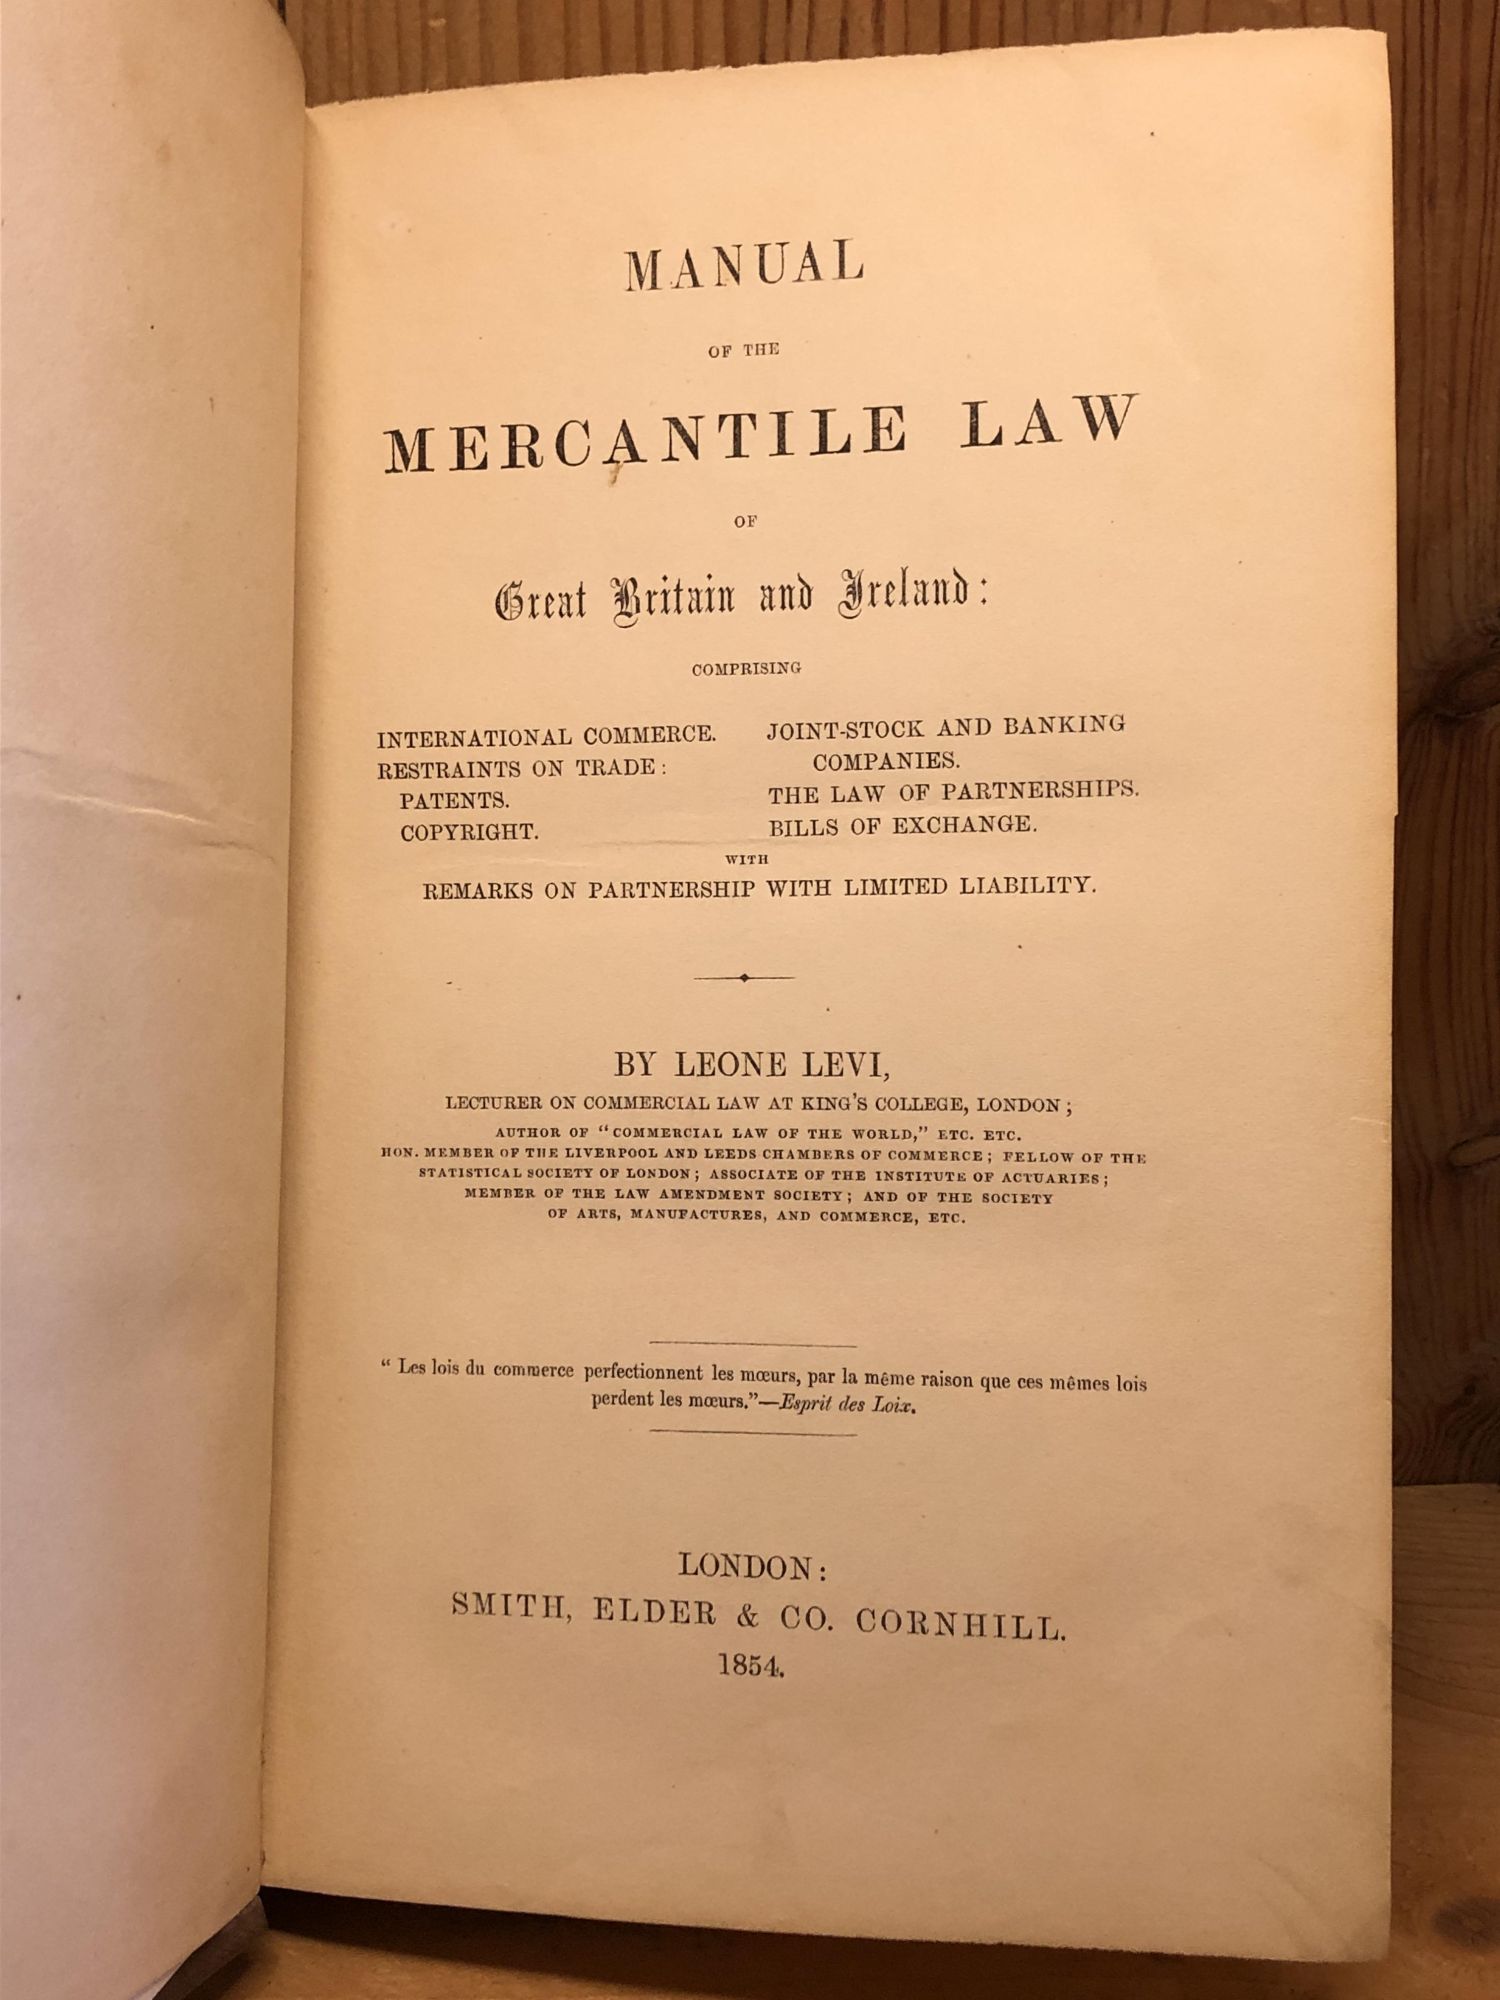 MANUAL
OF THE
MERCANTILE LAW
OF
Great Britain and Ireland:
COMPRISING
INTERNATIONAL COMMERCE.
RESTRAINTS ON TRADE:
PATENTS.
COPYRIGHT.
JOINT-STOCK AND BANKING
COMPANIES.
THE LAW OF PARTNERSHIPS.
BILLS OF EXCHANGE.
WITH
REMARKS ON PARTNERSHIP WITH LIMITED LIABILITY.
BY LEONE LEVI,
LECTURER ON COMMERCIAL LAW AT KING'S COLLEGE, LONDON;
AUTHOR OF "COMMERCIAL LAW OF THE WORLD," ETC. ETC.
HON. MEMBER OF THE LIVERPOOL AND LEEDS CHAMBERS OF COMMERCE; FELLOW OF THE
STATISTICAL SOCIETY OF LONDON; ASSOCIATE OF THE INSTITUTE OF ACTUARIES;
MEMBER OF THE LAW AMENDMENT SOCIETY; AND OF THE SOCIETY
OF ARTS, MANUFACTURES, AND COMMERCE, ETC.
"Les lois du commerce perfectionnent les mœurs, par la même raison que ces mêmes lois
perdent les mœurs."—Esprit des Loix.
LONDON:
SMITH, ELDER & CO. CORNHILL.
1854.